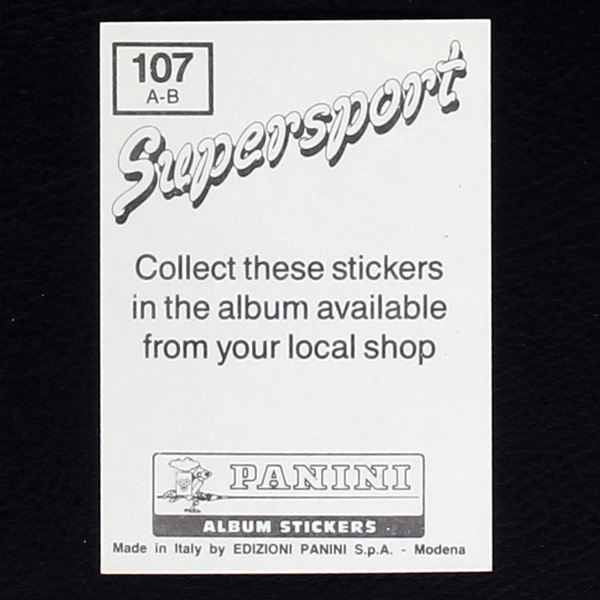 107
A-B
Supersport
Collect these stickers
in the album available
from your local shop
PANINI
ALBUM STICKERS
Made in Italy by EDIZIONI PANINI S.p.A. - Modena